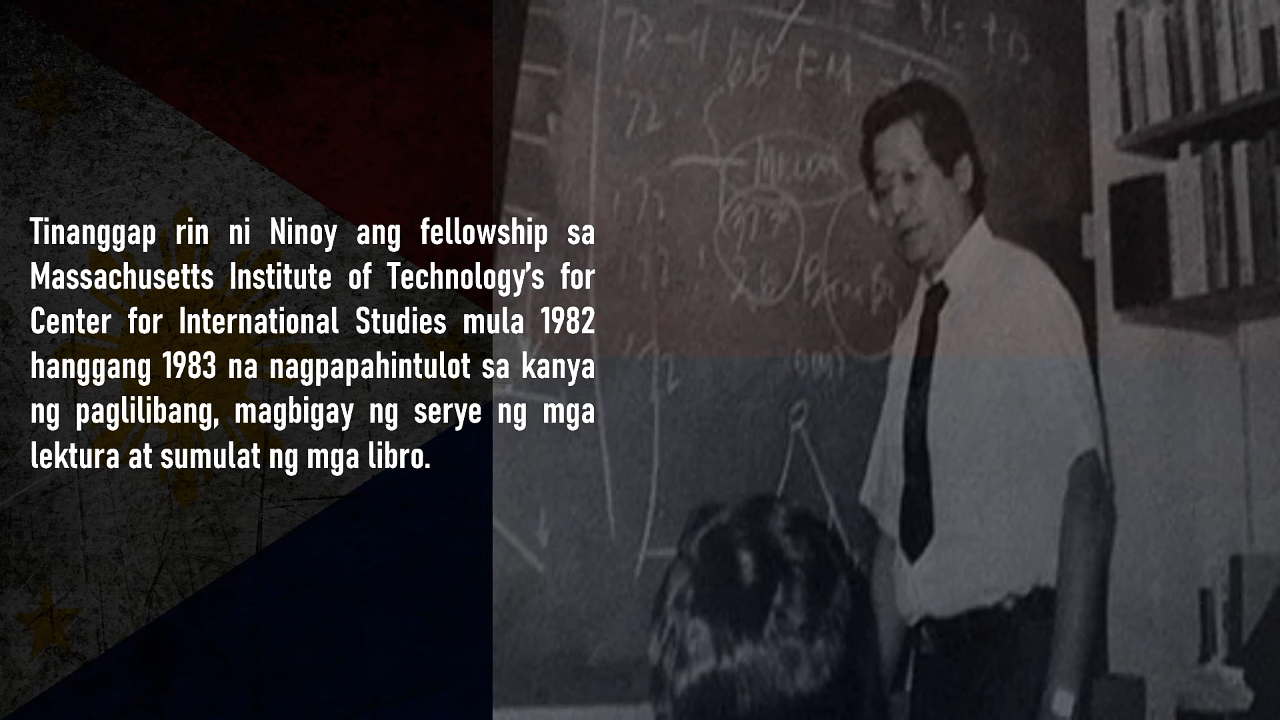 Tinanggap rin ni Ninoy ang fellowship sa
Massachusetts Institute of Technology's for
Center for International Studies mula 1982
hanggang 1983 na nagpapahintulot sa kanya
ng paglilibang, magbigay ng serye ng mga
lektura at sumulat ng mga libro.